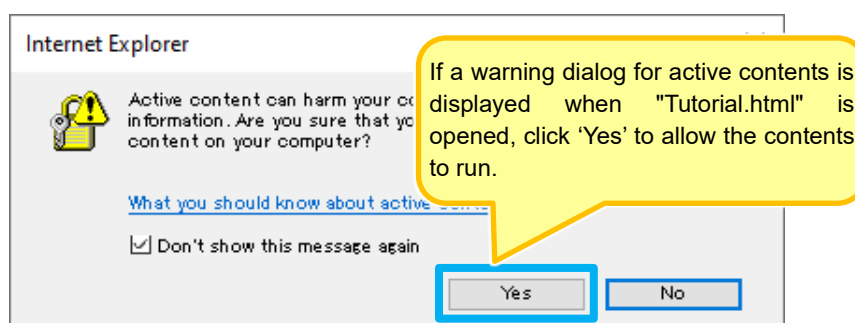 Internet Explorer
If a warning dialog for active contents is
displayed when "Tutorial.html" is
opened, click ‘Yes’ to allow the contents
to run.
Active content can harm your
information. Are you sure that
content on your computer?
What you should know about active
Don't show this message again
Yes
No